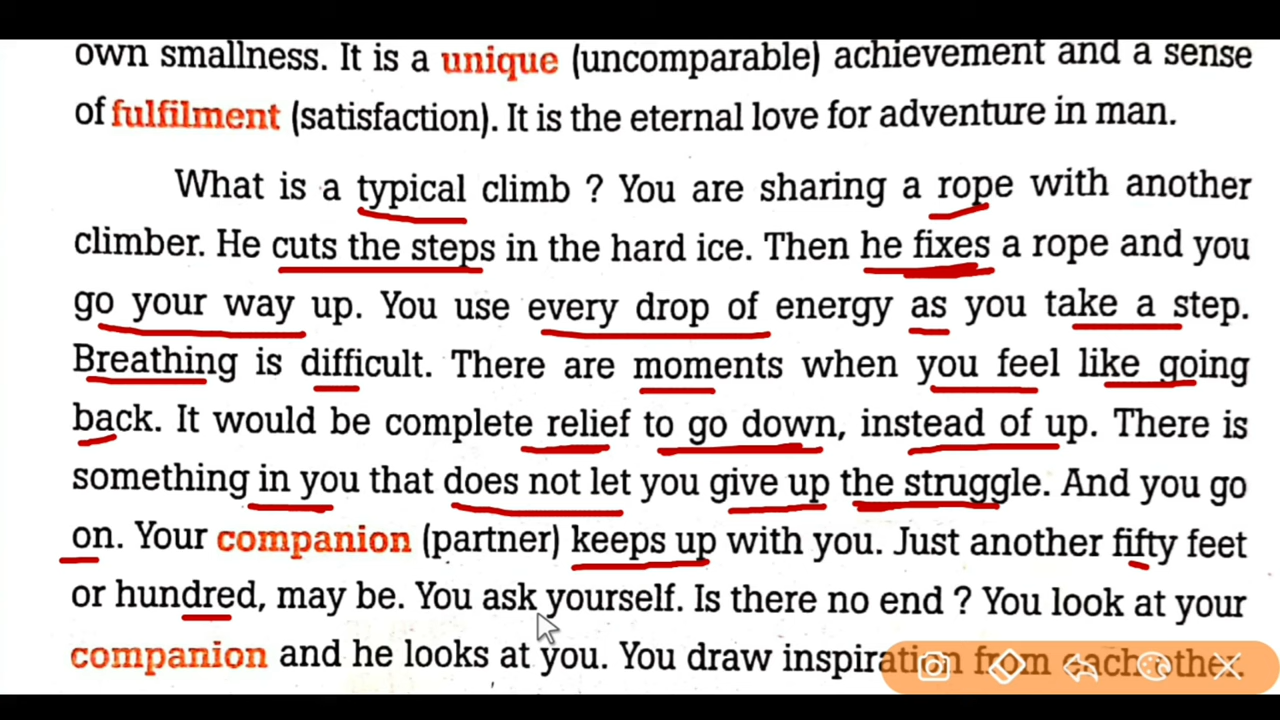 own smallness. It is a unique (uncomparable) achievement and a sense
of fulfilment (satisfaction). It is the eternal love for adventure in man.
What is a typical climb ? You are sharing a rope with another
climber. He cuts the steps in the hard ice. Then he fixes a rope and you
go your way up. You use every drop of energy as you take a step.
Breathing is difficult. There are moments when you feel like going
back. It would be complete relief to go down, instead of up. There is
something in you that does not let you give up the struggle. And you go
on. Your companion (partner) keeps up with you. Just another fifty feet
or hundred, may be. You ask yourself. Is there no end ? You look at your
companion and he looks at you. You draw inspiration from each other.